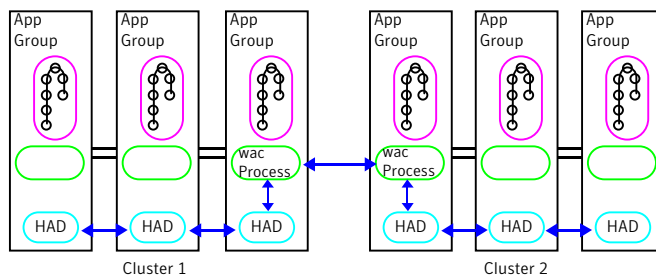 App
Group
App
Group
App
Group
App
Group
App
Group
App
Group
wac
Process
wac
Process
HAD
HAD
HAD
HAD
HAD
HAD
Cluster 1
Cluster 2